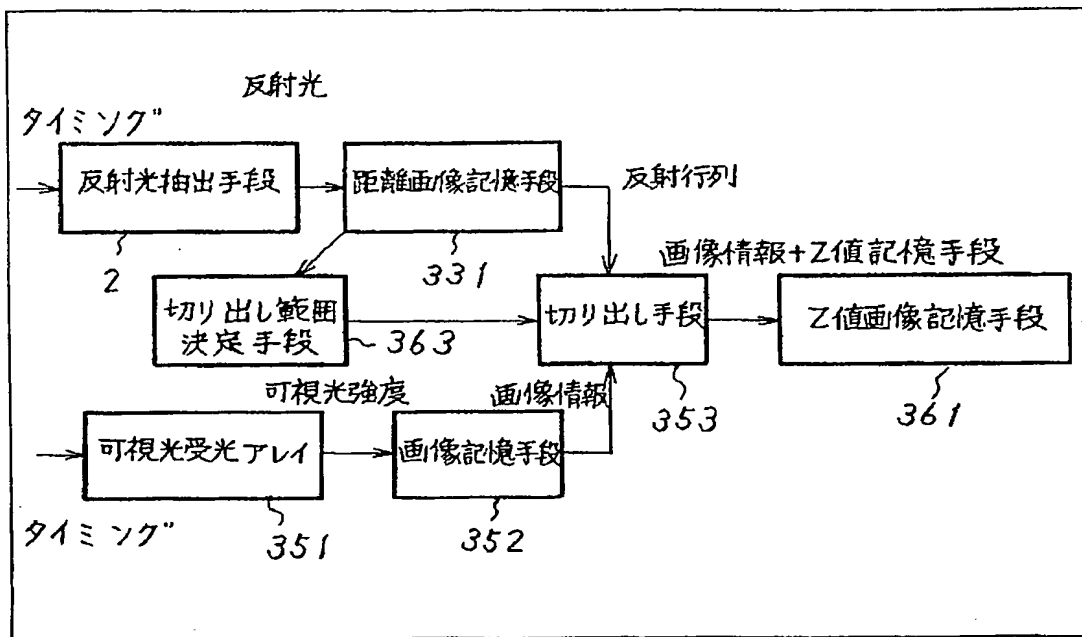 反射光
タイミング
反射光抽出手段
距離画像記憶手段
反射行列
2
331
画像情報+Z値記憶手段
切り出し範囲
決定手段
363
切り出し手段
Z値画像記憶手段
353
361
可視光強度
画像情報
可視光受光アレイ
画像記憶手段
タイミング
351
352